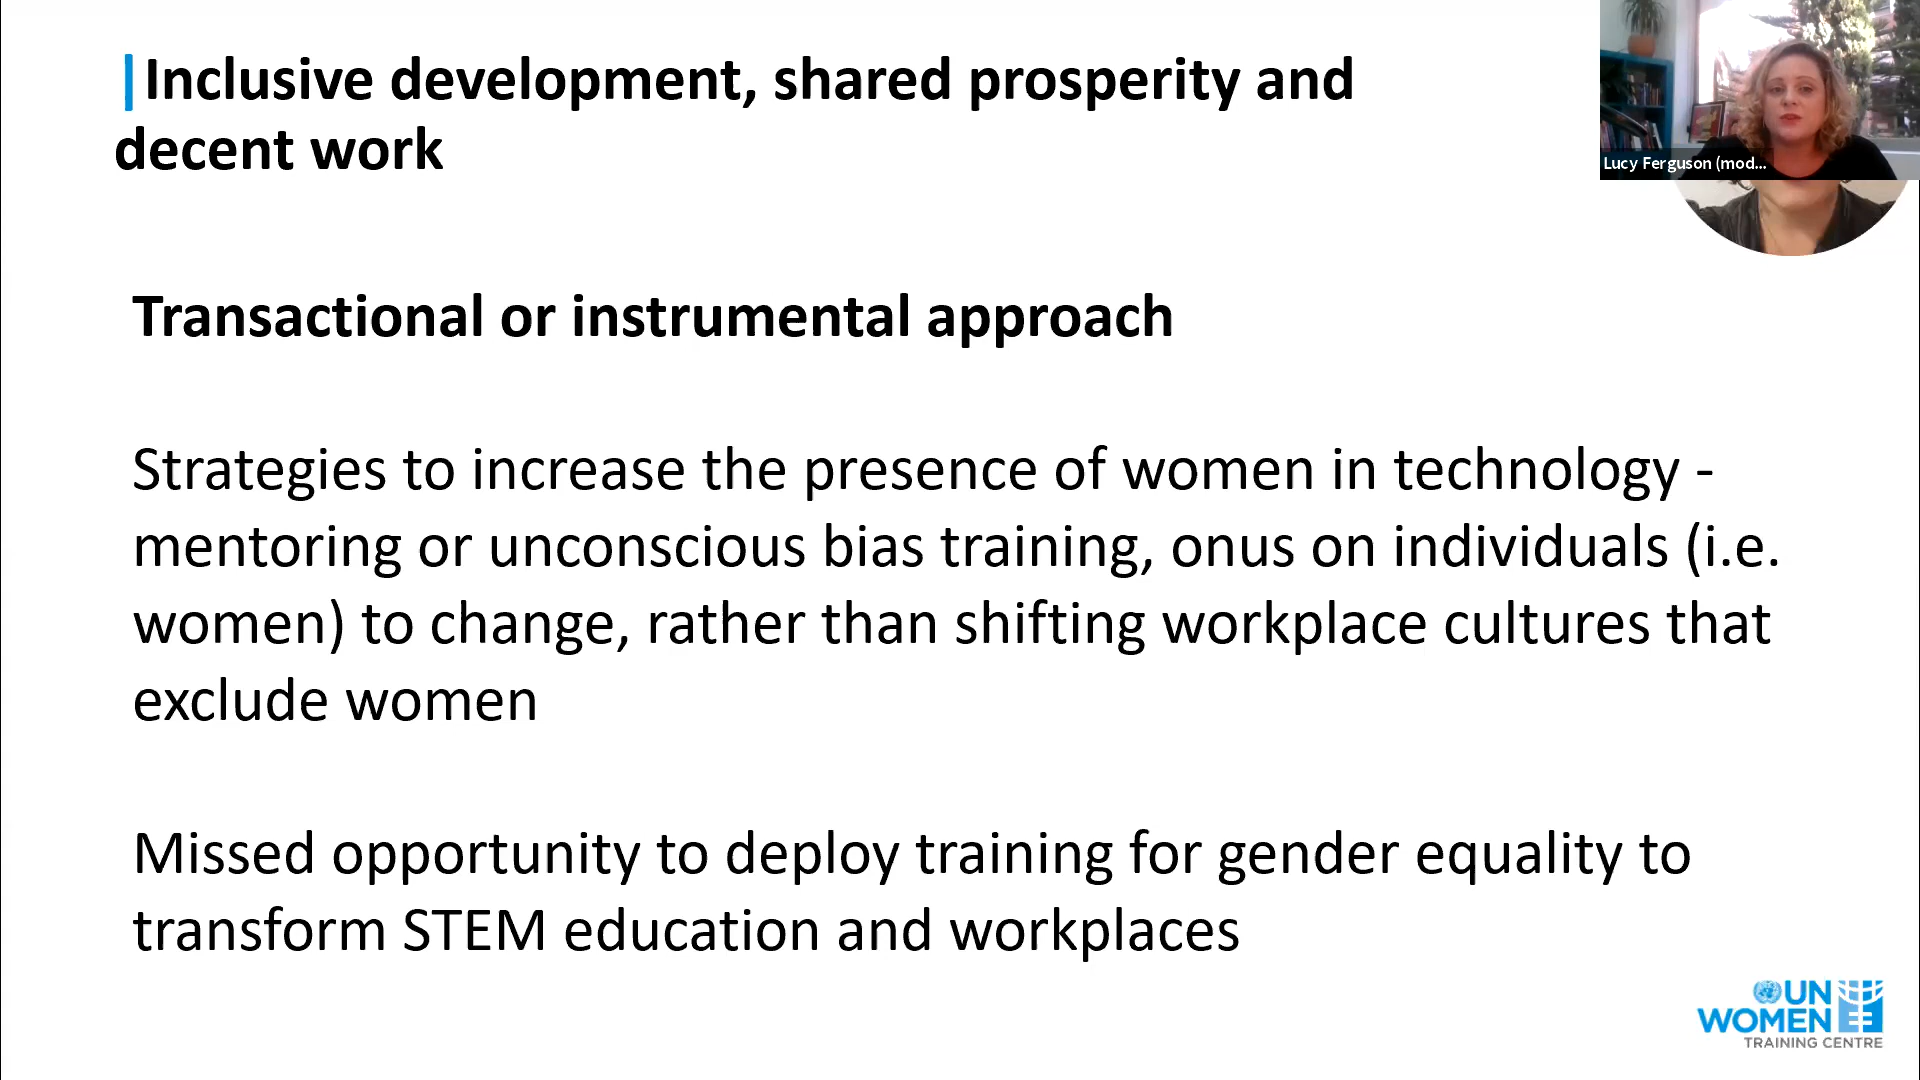 Inclusive development, shared prosperity and
decent work
Lucy Ferguson (mod...
Transactional or instrumental approach
Strategies to increase the presence of women in technology -
mentoring or unconscious bias training, onus on individuals (i.e.
women) to change, rather than shifting workplace cultures that
exclude women
Missed opportunity to deploy training for gender equality to
transform STEM education and workplaces
UN
WOMEN
TRAINING CENTRE